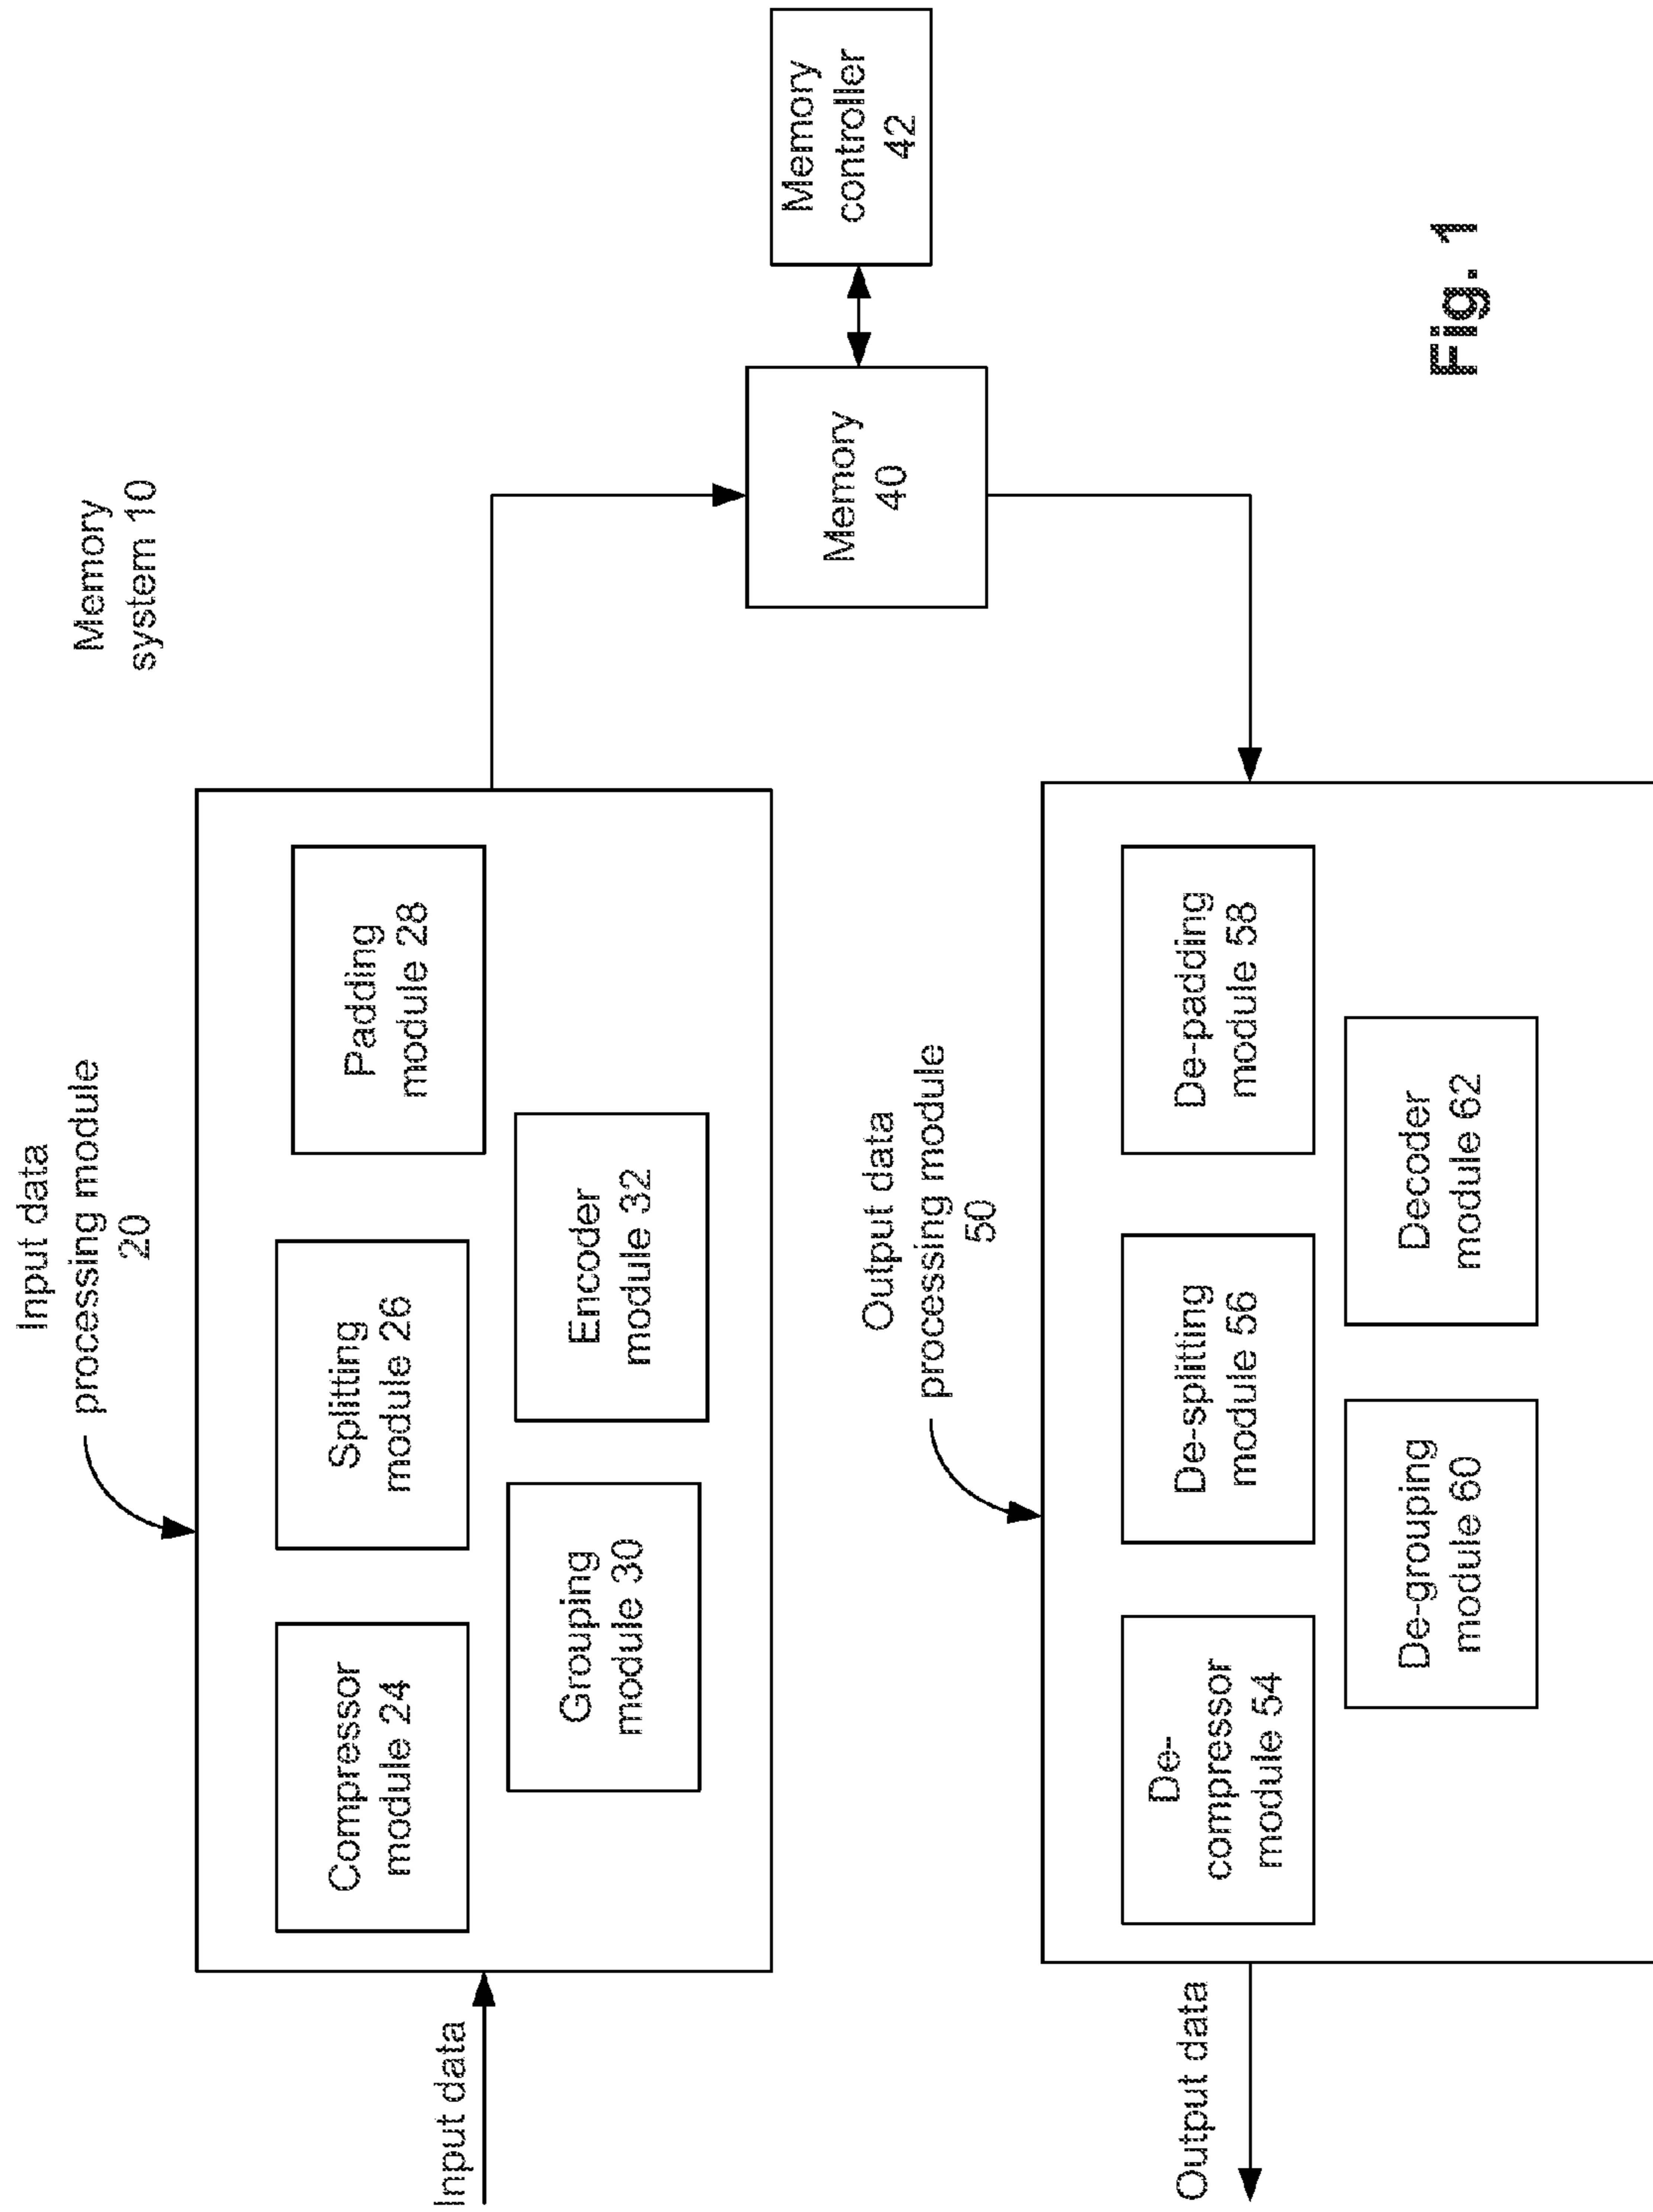 Memory
system 10
Input data
processing module
20
Input data
Compressor
module 24
Splitting
module 26
Padding
module 28
Grouping
module 30
Encoder
module 32
Memory
40
Memory
controller
42
Output data
processing module
50
Output data
De-
compressor
module 54
De-splitting
module 56
De-padding
module 58
De-grouping
module 60
Decoder
module 62
Fig. 1